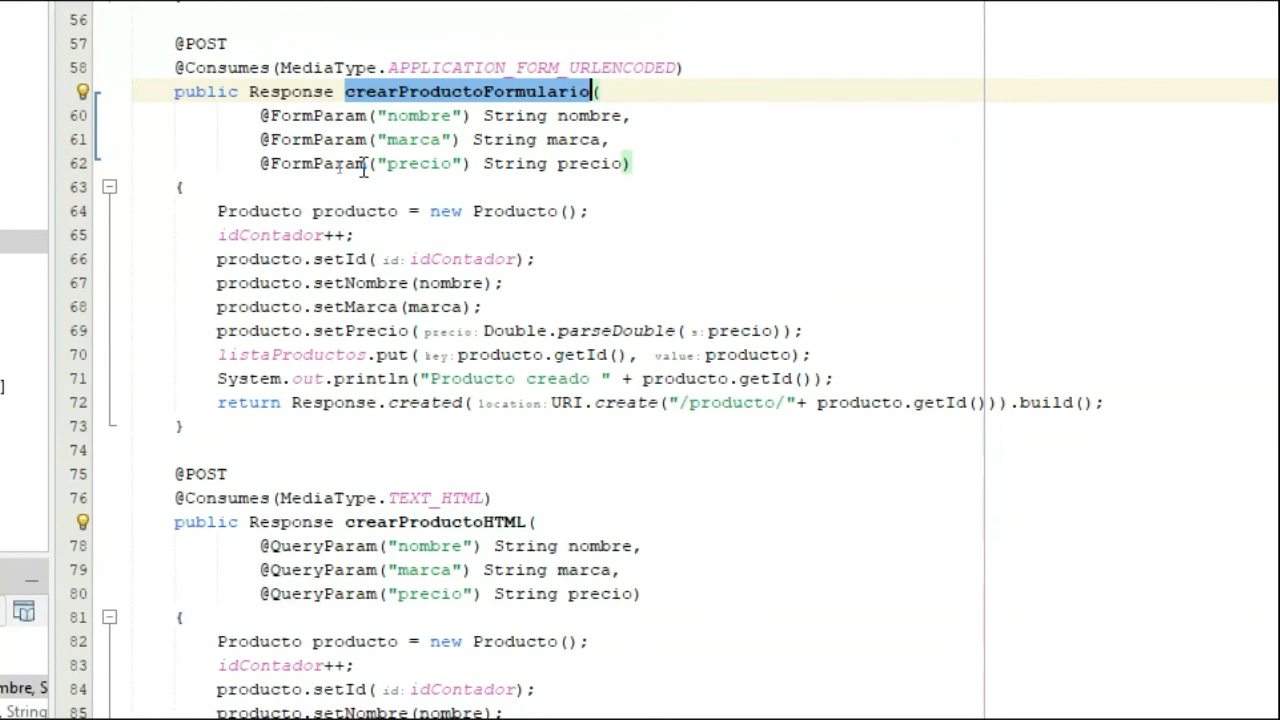 56
57 @POST
58 @Consumes(MediaType.APPLICATION_FORM_URLENCODED)
public Response crearProductoFormulario(
60 @FormParam("nombre") String nombre,
61 @FormParam("marca") String marca,
62 @FormParam("precio") String precio)
63 {
64 Producto producto = new Producto();
65 idContador++;
66 producto.setId( id: idContador);
67 producto.setNombre(nombre);
68 producto.setMarca(marca);
69 producto.setPrecio( precio: Double.parseDouble( s: precio));
70 listaProductos.put( key: producto.getId(), value: producto);
71 System.out.println("Producto creado " + producto.getId());
72 return Response.created( location: URI.create("/producto/"+ producto.getId())).build();
73 }
74
75 @POST
76 @Consumes(MediaType.TEXT_HTML)
public Response crearProductoHTML(
78 @QueryParam("nombre") String nombre,
79 @QueryParam("marca") String marca,
80 @QueryParam("precio") String precio)
81 {
82 Producto producto = new Producto();
83 idContador++;
84 producto.setId( id: idContador);
85 producto.setNombre(nombre);
]
mbre, S
, String